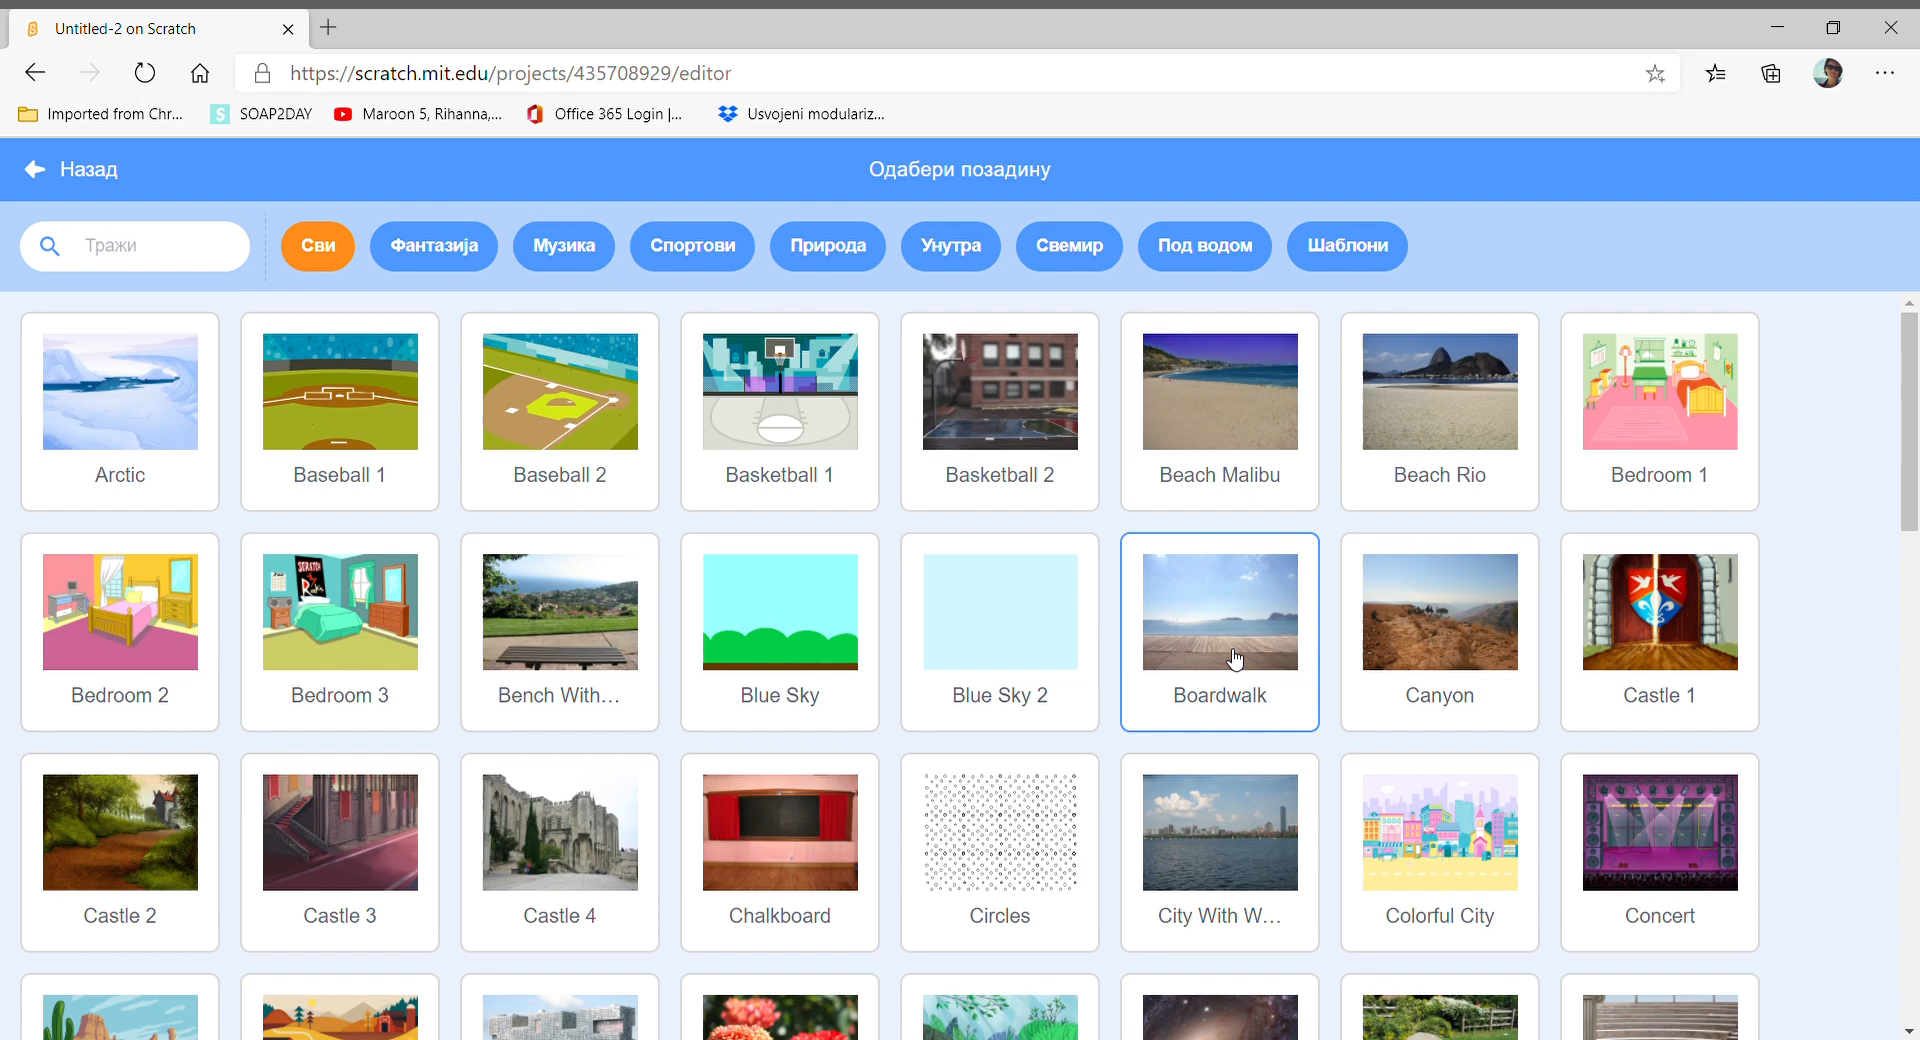 Untitled-2 on Scratch
https://scratch.mit.edu/projects/435708929/editor
Imported from Chr... SOAP2DAY Maroon 5, Rihanna,... Office 365 Login |... Usvojeni modulariz...
Назад Одабери позадину
Тражи Сви Фантазија Музика Спортови Природа Унутра Свемир Под водом Шаблони
Arctic Baseball 1 Baseball 2 Basketball 1 Basketball 2 Beach Malibu Beach Rio Bedroom 1
SCRATCH
Rocks
Bedroom 2 Bedroom 3 Bench With... Blue Sky Blue Sky 2 Boardwalk Canyon Castle 1
Castle 2 Castle 3 Castle 4 Chalkboard Circles City With W... Colorful City Concert